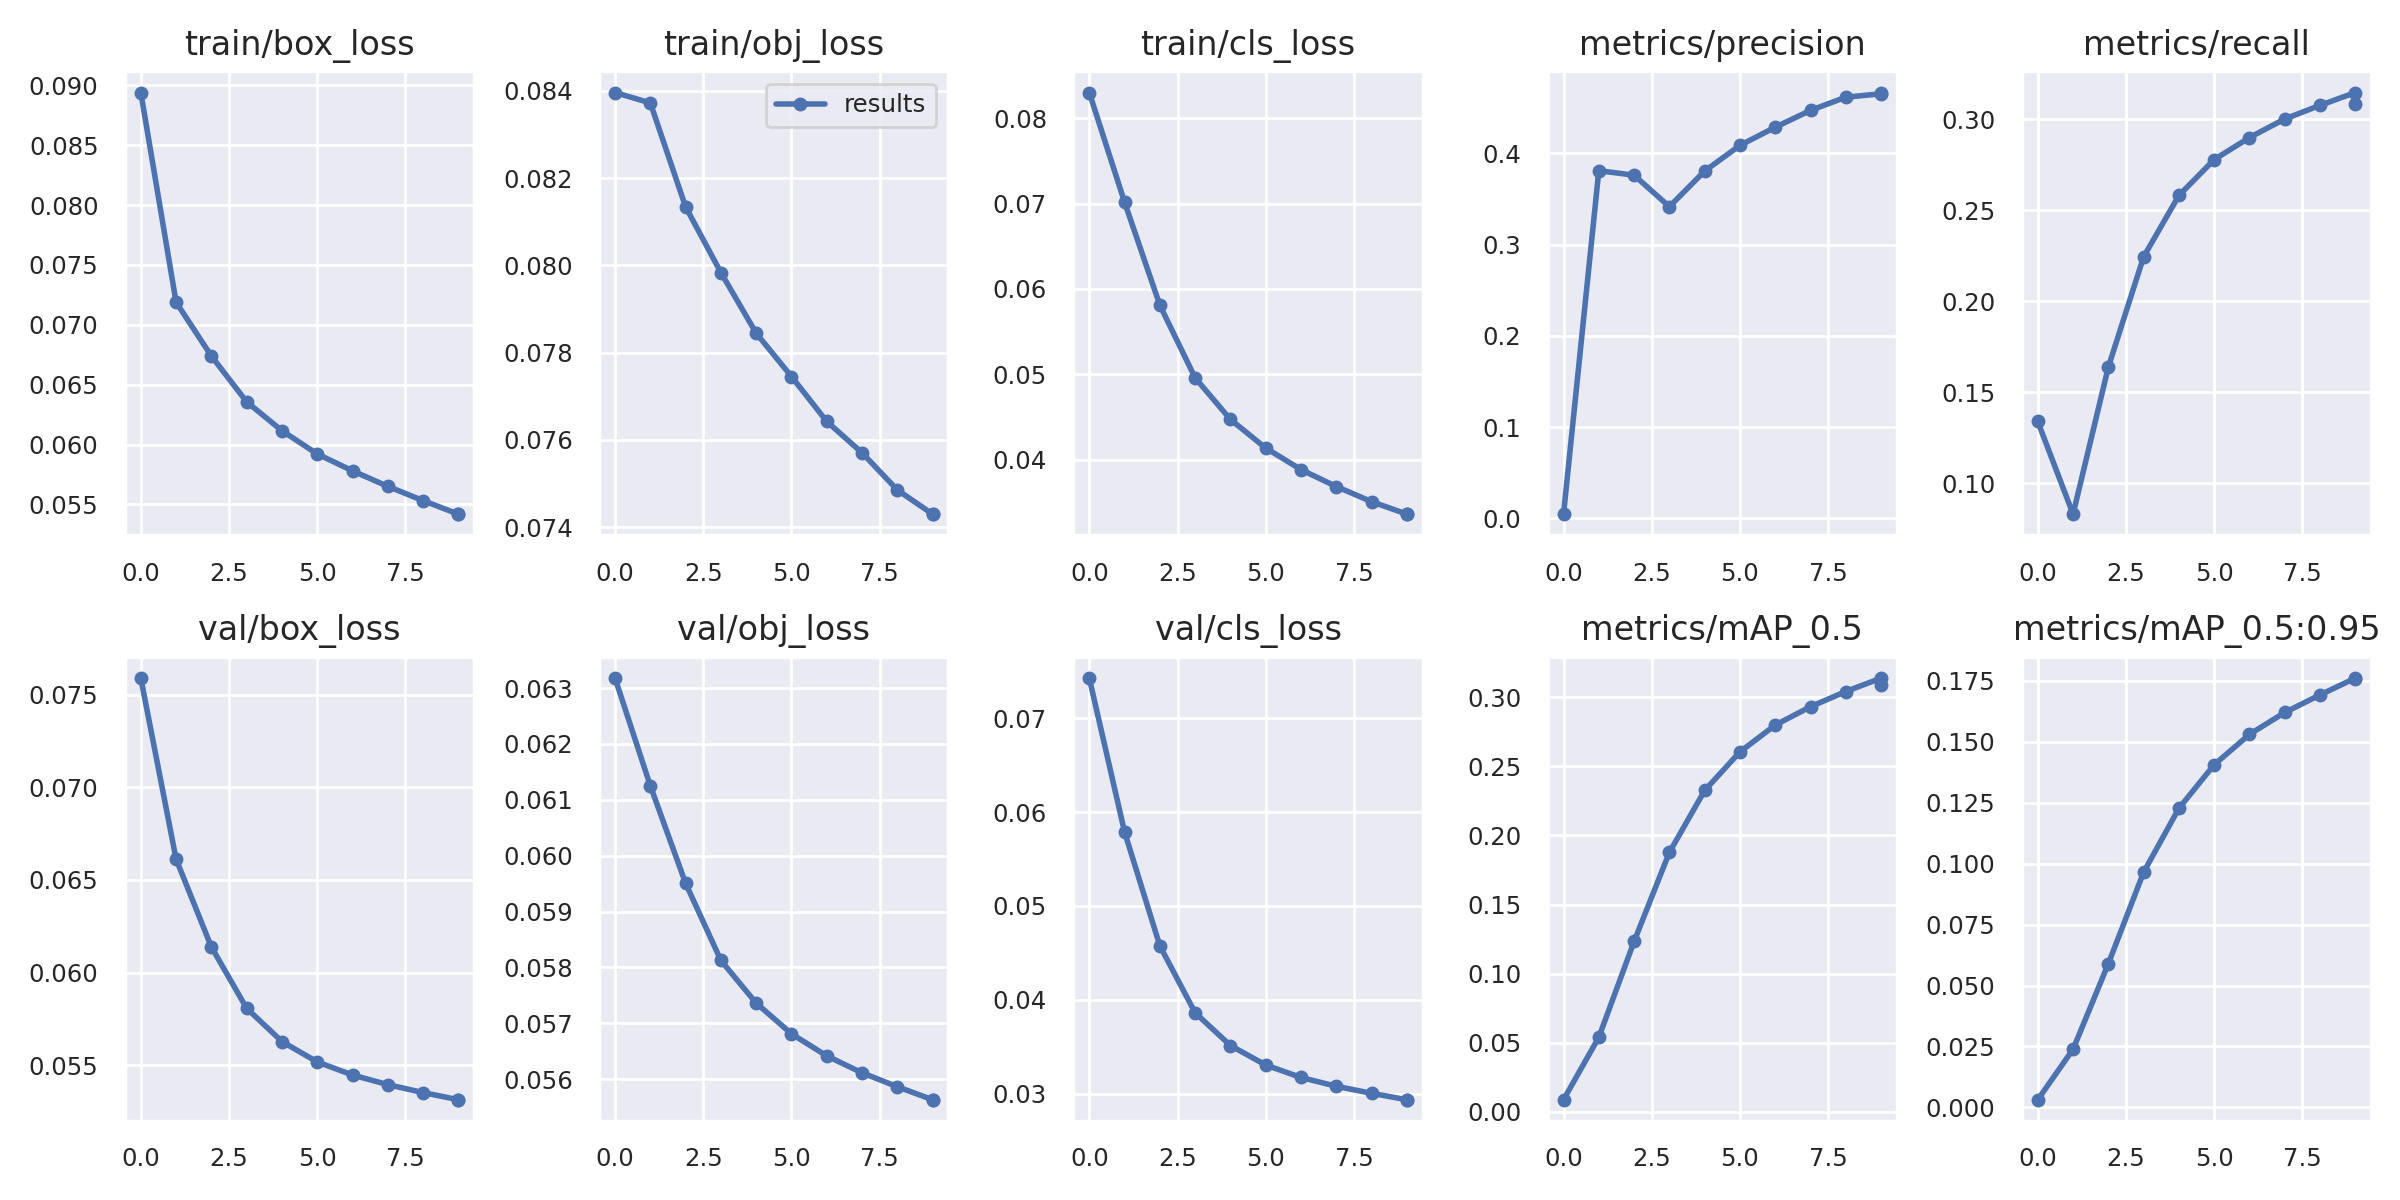 train/box_loss
0.090
0.085
0.080
0.075
0.070
0.065
0.060
0.055
0.0 2.5 5.0 7.5
train/obj_loss
results
0.084
0.082
0.080
0.078
0.076
0.074
0.0 2.5 5.0 7.5
train/cls_loss
0.08
0.07
0.06
0.05
0.04
0.0 2.5 5.0 7.5
metrics/precision
0.4
0.3
0.2
0.1
0.0
0.0 2.5 5.0 7.5
metrics/recall
0.30
0.25
0.20
0.15
0.10
0.0 2.5 5.0 7.5
val/box_loss
0.075
0.070
0.065
0.060
0.055
0.0 2.5 5.0 7.5
val/obj_loss
0.063
0.062
0.061
0.060
0.059
0.058
0.057
0.056
0.0 2.5 5.0 7.5
val/cls_loss
0.07
0.06
0.05
0.04
0.03
0.0 2.5 5.0 7.5
metrics/mAP_0.5
0.30
0.25
0.20
0.15
0.10
0.05
0.00
0.0 2.5 5.0 7.5
metrics/mAP_0.5:0.95
0.175
0.150
0.125
0.100
0.075
0.050
0.025
0.000
0.0 2.5 5.0 7.5